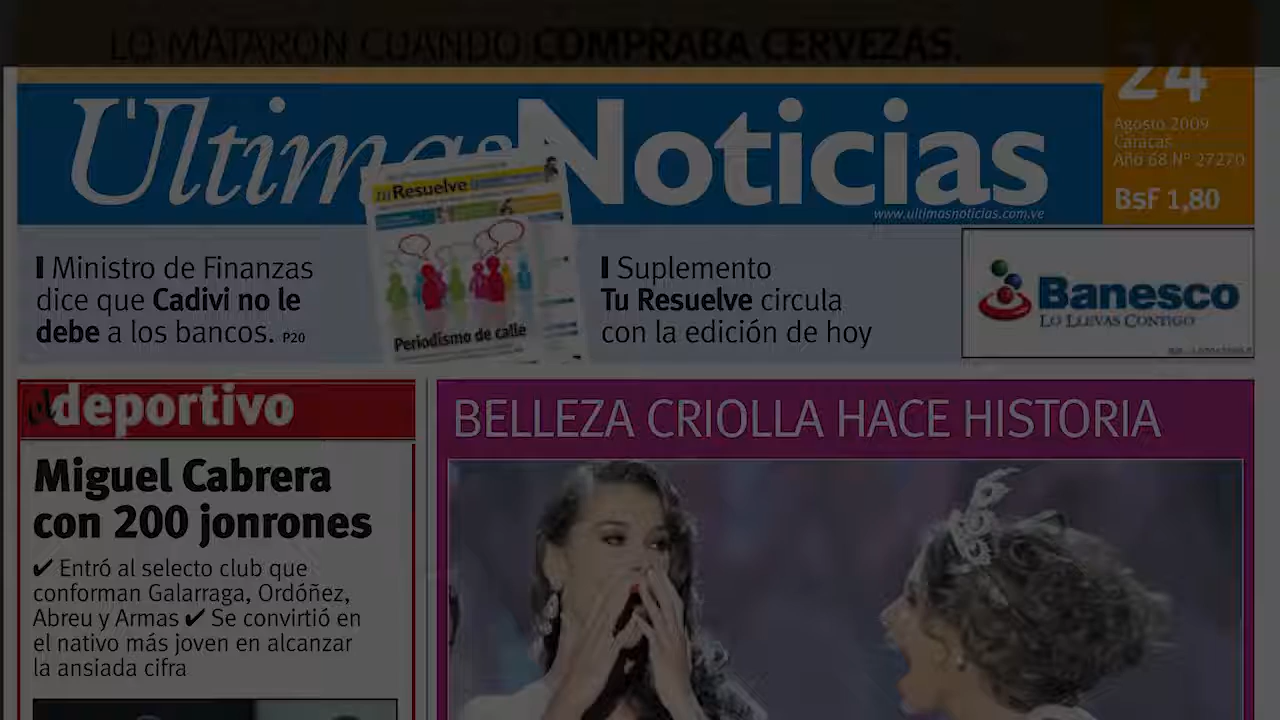 LO MATARON CUANDO COMPRABA CERVEZAS.
24
Últimas Noticias
Agosto 2009
Caracas
Año 68 N° 27270
BsF 1,80
www.ultimasnoticias.com.ve
Ministro de Finanzas
dice que Cadivi no le
debe a los bancos. P20
tu Resuelve
Periodismo de calle
Suplemento
Tu Resuelve circula
con la edición de hoy
Banesco
LO LLEVAS CONTIGO
el deportivo
Miguel Cabrera
con 200 jonrones
✔ Entró al selecto club que
conforman Galarraga, Ordóñez,
Abreu y Armas ✔ Se convirtió en
el nativo más joven en alcanzar
la ansiada cifra
BELLEZA CRIOLLA HACE HISTORIA